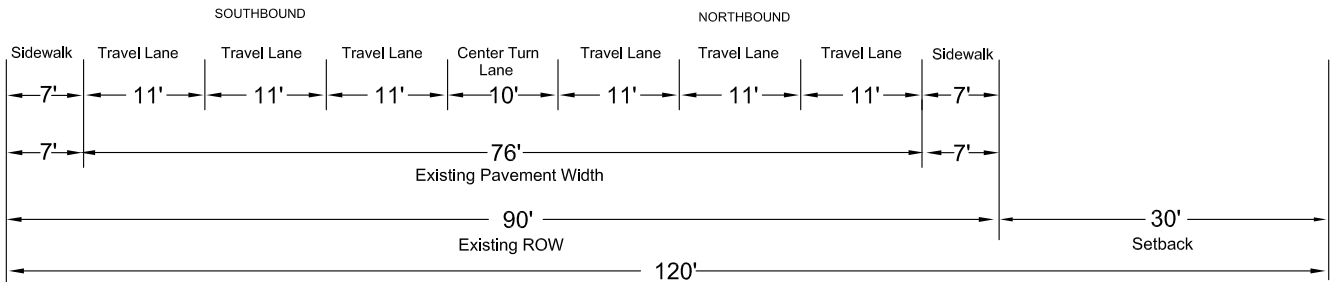 SOUTHBOUND
NORTHBOUND
Sidewalk Travel Lane Travel Lane Travel Lane Center Turn Travel Lane Travel Lane Travel Lane Sidewalk
Lane
7' 11' 11' 11' 10' 11' 11' 11' 7'
7' 76' 7'
Existing Pavement Width
90' 30'
Existing ROW Setback
120'